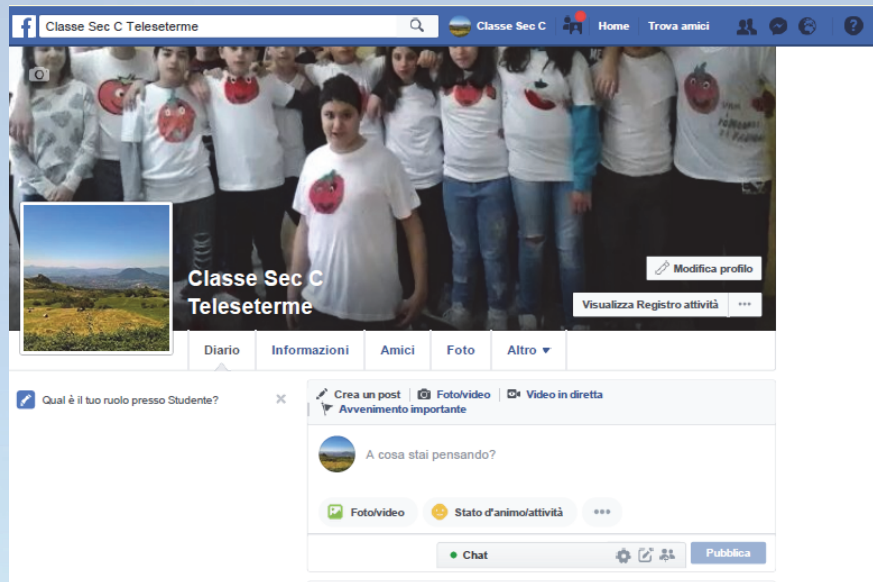 f Classe Sec C Teleseterme Classe Sec C Home Trova amici ?
Classe Sec C
Teleseterme
Modifica profilo
Visualizza Registro attività
Diario Informazioni Amici Foto Altro
Qual è il tuo ruolo presso Studente?
Crea un post Foto/video Video in diretta
Avvenimento importante
A cosa stai pensando?
Foto/video Stato d'animo/attività
Chat Pubblica